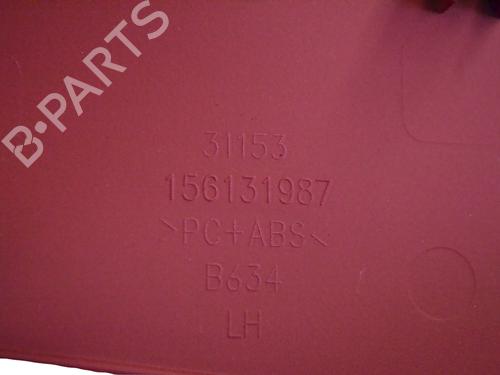 B-PARTS
31153
156131987
>PC+ABS<
B634
LH